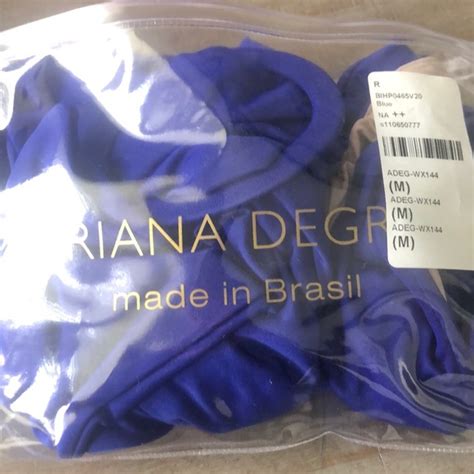 R
BIHP0465V20
Blue
NA ++
s110650777
ADEG-WX144
(M)
ADEG-WX144
(M)
ADEG-WX144
(M)
RIANA DEGR
made in Brasil